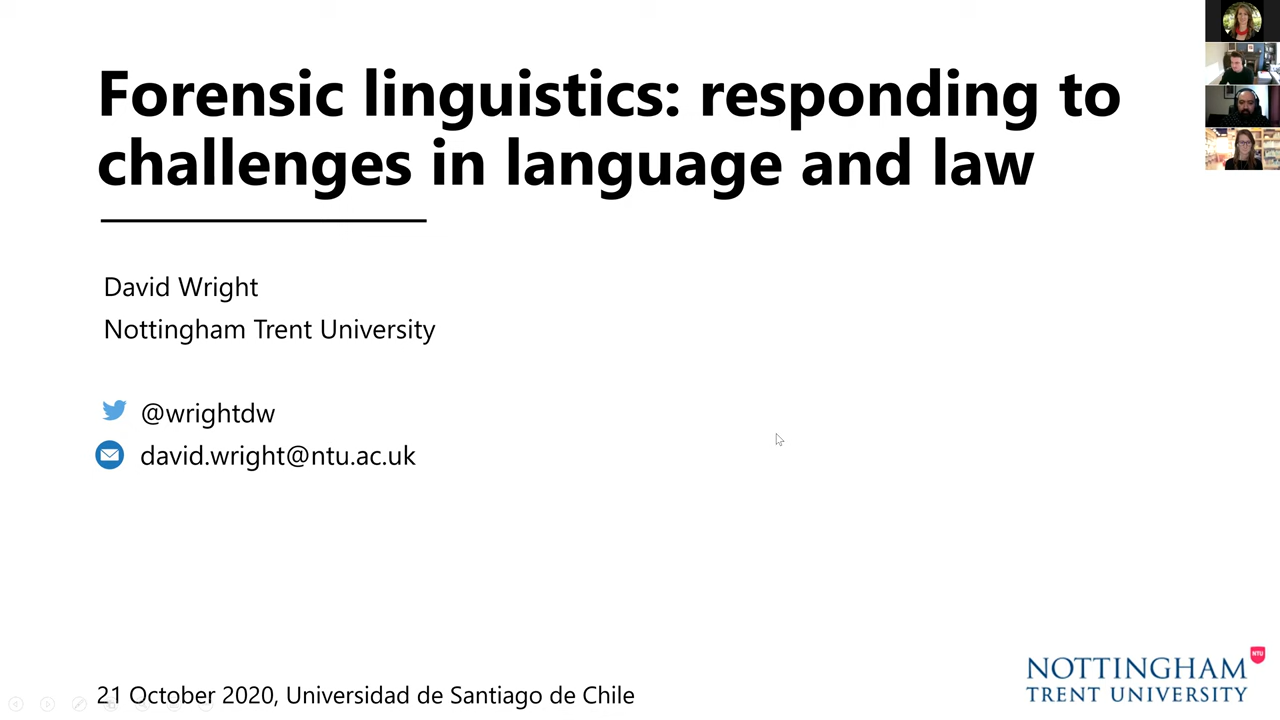 Forensic linguistics: responding to
challenges in language and law
David Wright
Nottingham Trent University
@wrightdw
david.wright@ntu.ac.uk
21 October 2020, Universidad de Santiago de Chile
NTU
NOTTINGHAM
TRENT UNIVERSITY